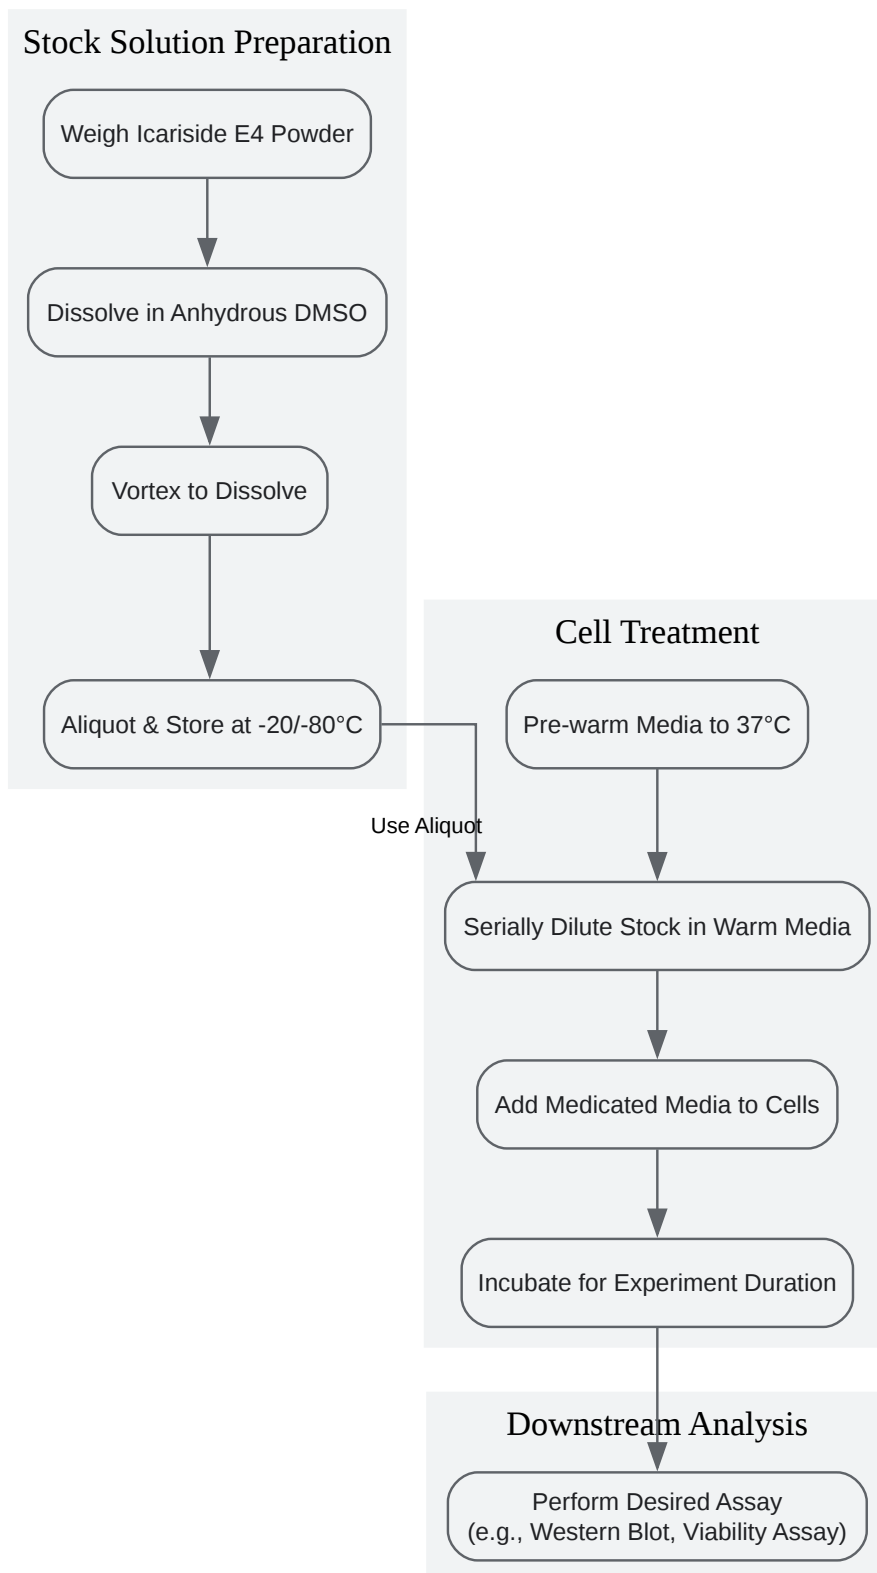 Stock Solution Preparation
Weigh Icariside E4 Powder
Dissolve in Anhydrous DMSO
Vortex to Dissolve
Aliquot & Store at -20/-80°C
Use Aliquot
Cell Treatment
Pre-warm Media to 37°C
Serially Dilute Stock in Warm Media
Add Medicated Media to Cells
Incubate for Experiment Duration
Downstream Analysis
Perform Desired Assay
(e.g., Western Blot, Viability Assay)